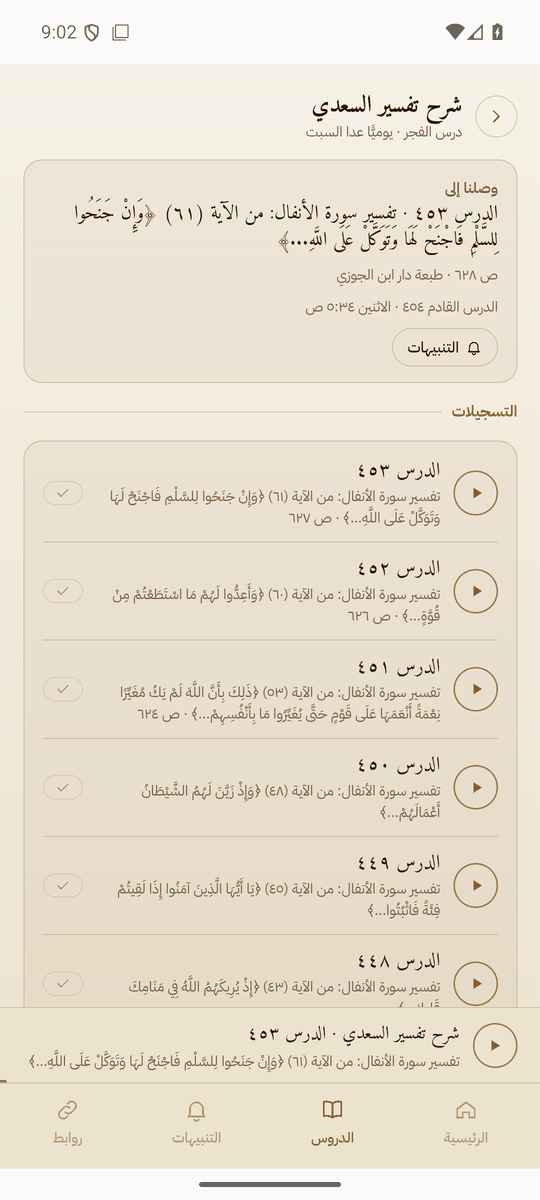 9:02
شرح تفسير السعدي
درس الفجر · يوميًّا عدا السبت
وصلنا إلى
الدرس ٤٥٣ · تفسير سورة الأنفال: من الآية (٦١) ﴿وَإِنْ جَنَحُوا
لِلسَّلْمِ فَاجْنَحْ لَهَا وَتَوَكَّلْ عَلَى اللَّهِ...﴾
ص ٦٢٨ · طبعة دار ابن الجوزي
الدرس القادم ٤٥٤ · الاثنين ٥:٣٤ ص
التنبيهات
التسجيلات
الدرس ٤٥٣
تفسير سورة الأنفال: من الآية (٦١) ﴿وَإِنْ جَنَحُوا لِلسَّلْمِ فَاجْنَحْ لَهَا
وَتَوَكَّلْ عَلَى اللَّهِ...﴾ · ص ٦٢٧
الدرس ٤٥٢
تفسير سورة الأنفال: من الآية (٦٠) ﴿وَأَعِدُّوا لَهُمْ مَا اسْتَطَعْتُمْ مِنْ
قُوَّةٍ...﴾ · ص ٦٢٦
الدرس ٤٥١
تفسير سورة الأنفال: من الآية (٥٣) ﴿ذَلِكَ بِأَنَّ اللَّهَ لَمْ يَكُ مُغَيِّرًا
نِعْمَةً أَنْعَمَهَا عَلَى قَوْمٍ حَتَّى يُغَيِّرُوا مَا بِأَنْفُسِهِمْ...﴾ · ص ٦٢٤
الدرس ٤٥٠
تفسير سورة الأنفال: من الآية (٤٨) ﴿وَإِذْ زَيَّنَ لَهُمُ الشَّيْطَانُ
أَعْمَالَهُمْ...﴾
الدرس ٤٤٩
تفسير سورة الأنفال: من الآية (٤٥) ﴿يَا أَيُّهَا الَّذِينَ آمَنُوا إِذَا لَقِيتُمْ
فِئَةً فَاثْبُتُوا...﴾
الدرس ٤٤٨
تفسير سورة الأنفال: من الآية (٤٣) ﴿إِذْ يُرِيكَهُمُ اللَّهُ فِي مَنَامِكَ
شرح تفسير السعدي · الدرس ٤٥٣
تفسير سورة الأنفال: من الآية (٦١) ﴿وَإِنْ جَنَحُوا لِلسَّلْمِ فَاجْنَحْ لَهَا وَتَوَكَّلْ عَلَى اللَّهِ...﴾
الرئيسية
الدروس
التنبيهات
روابط